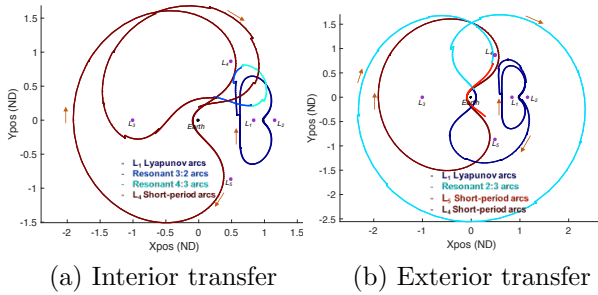 Ypos (ND)
1.5
1
0.5
0
-0.5
-1
-1.5
L4
L3
Earth
L1
L2
L5
L1 Lyapunov arcs
Resonant 3:2 arcs
Resonant 4:3 arcs
L4 Short-period arcs
-2 -1.5 -1 -0.5 0 0.5 1 1.5
Xpos (ND)
(a) Interior transfer
Ypos (ND)
1.5
1
0.5
0
-0.5
-1
-1.5
-2
-2.5
L3
Earth
L1
L2
L5
L1 Lyapunov arcs
Resonant 2:3 arcs
L5 Short-period arcs
L4 Short-period arcs
-2 -1 0 1 2
Xpos (ND)
(b) Exterior transfer